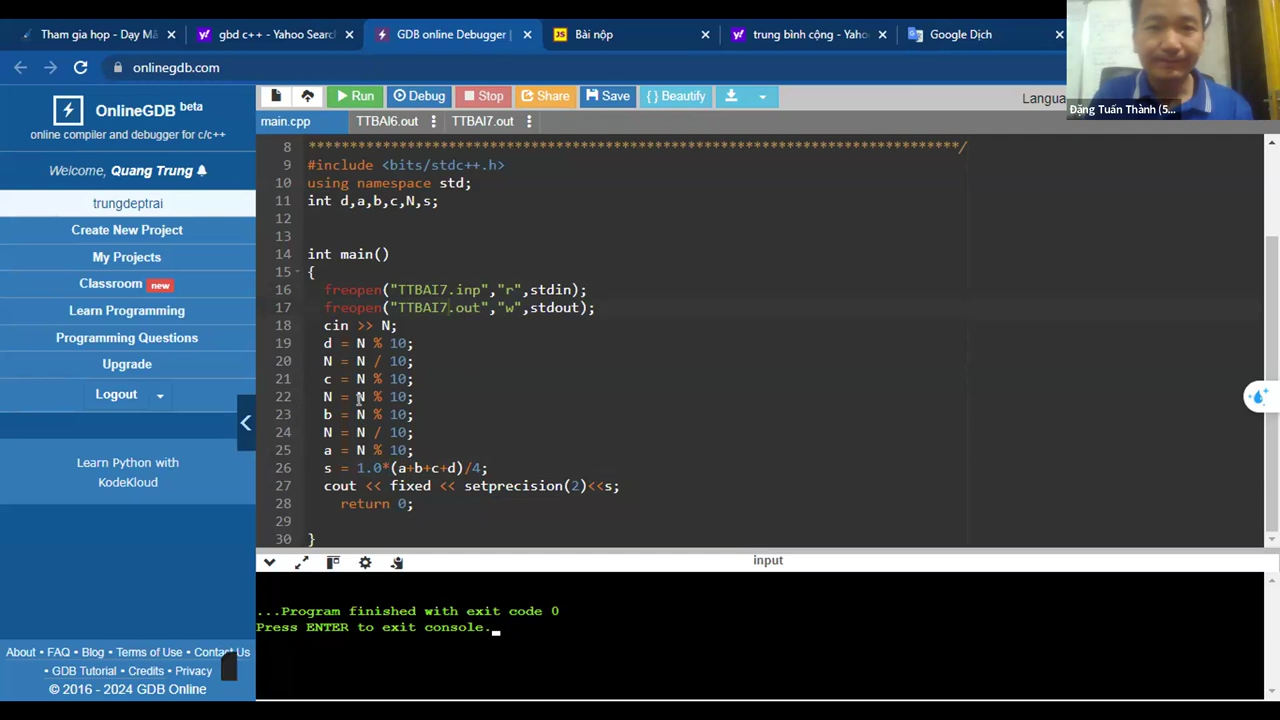 Tham gia họp - Dạy Mã
gbd c++ - Yahoo Searc
GDB online Debugger |
JS Bài nộp
trung bình cộng - Yaho
Google Dịch
onlinegdb.com
Đặng Tuấn Thành (5...
OnlineGDB beta
online compiler and debugger for c/c++
Welcome, Quang Trung
trungdeptrai
Create New Project
My Projects
Classroom new
Learn Programming
Programming Questions
Upgrade
Logout
Learn Python with
KodeKloud
About • FAQ • Blog • Terms of Use • Contact Us
• GDB Tutorial • Credits • Privacy
© 2016 - 2024 GDB Online
Run Debug Stop Share Save { } Beautify
Langua
main.cpp TTBAI6.out TTBAI7.out
8 *******************************************************************************/
9 #include <bits/stdc++.h>
10 using namespace std;
11 int d,a,b,c,N,s;
12
13
14 int main()
15 {
16 freopen("TTBAI7.inp","r",stdin);
17 freopen("TTBAI7.out","w",stdout);
18 cin >> N;
19 d = N % 10;
20 N = N / 10;
21 c = N % 10;
22 N = N % 10;
23 b = N % 10;
24 N = N / 10;
25 a = N % 10;
26 s = 1.0*(a+b+c+d)/4;
27 cout << fixed << setprecision(2)<<s;
28 return 0;
29
30 }
input
...Program finished with exit code 0
Press ENTER to exit console.